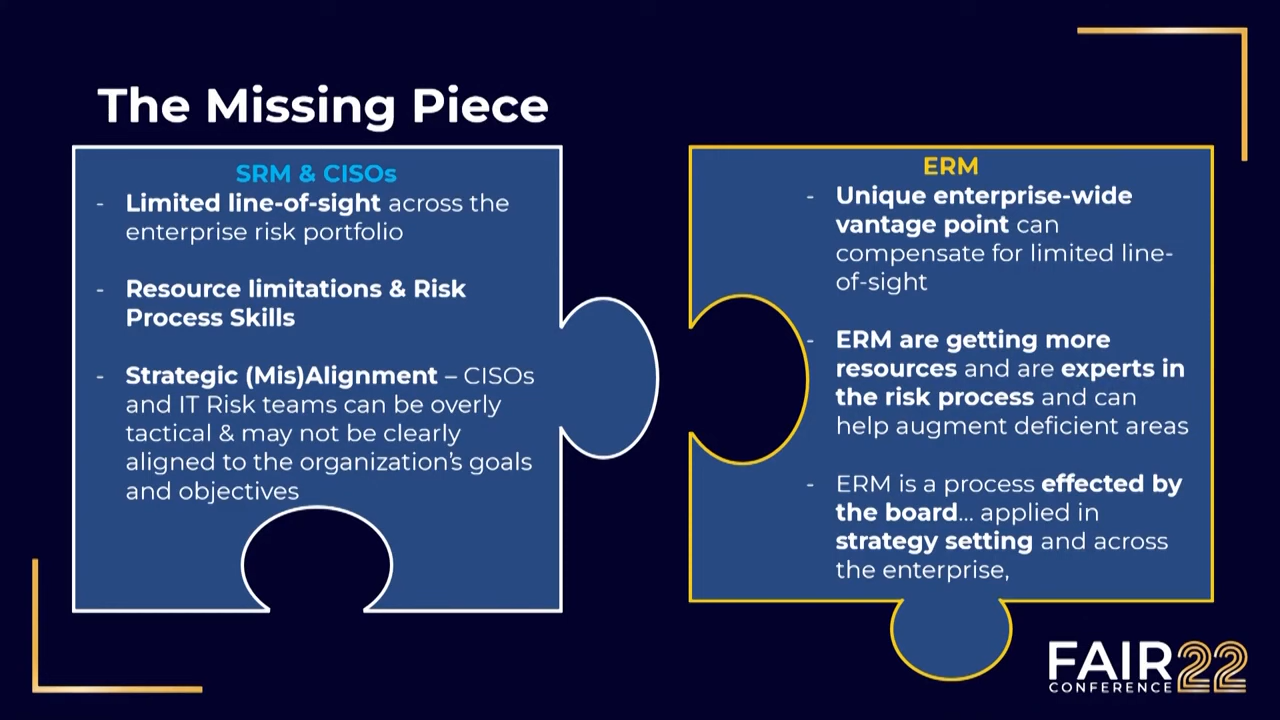 The Missing Piece
SRM & CISOs
- Limited line-of-sight across the
enterprise risk portfolio
- Resource limitations & Risk
Process Skills
- Strategic (Mis)Alignment – CISOs
and IT Risk teams can be overly
tactical & may not be clearly
aligned to the organization’s goals
and objectives
ERM
- Unique enterprise-wide
vantage point can
compensate for limited line-
of-sight
- ERM are getting more
resources and are experts in
the risk process and can
help augment deficient areas
- ERM is a process effected by
the board… applied in
strategy setting and across
the enterprise,
FAIR22
CONFERENCE